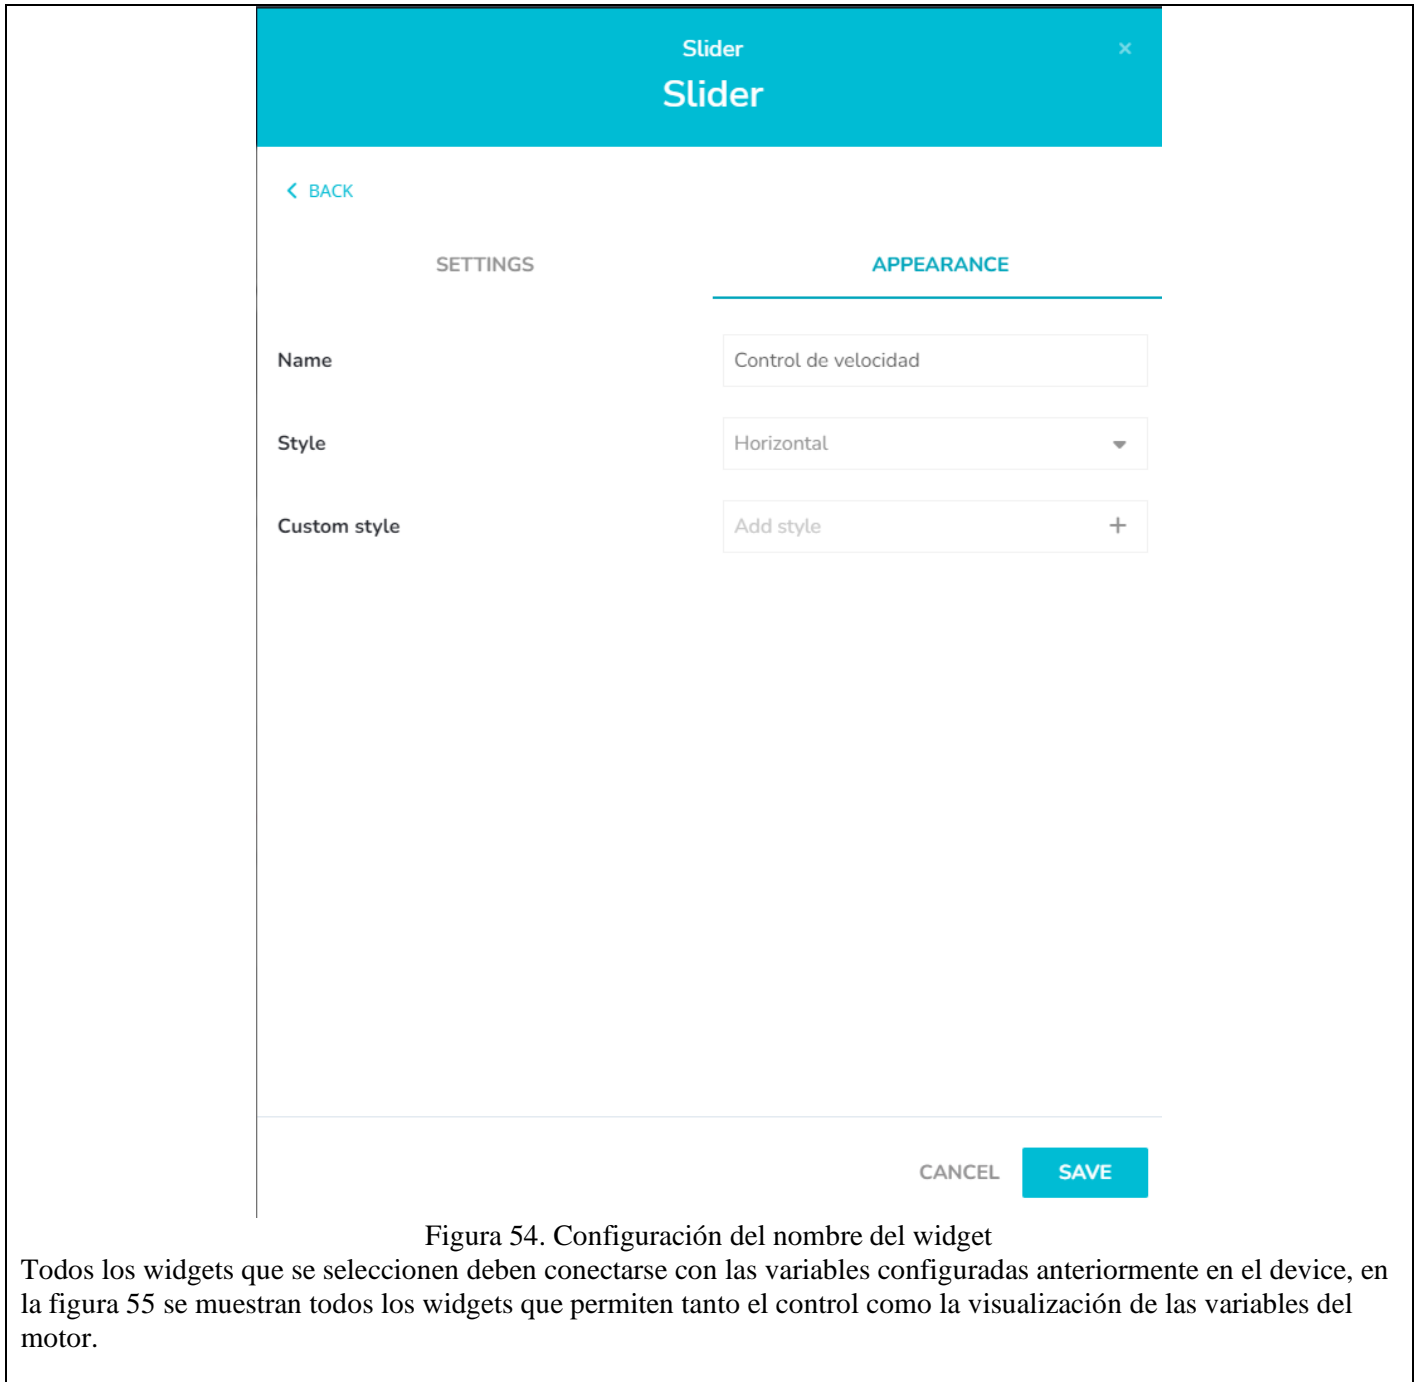 Slider
×
Slider
BACK
SETTINGS
APPEARANCE
Name
Control de velocidad
Style
Horizontal
Custom style
Add style
+
CANCEL
SAVE
Figura 54. Configuración del nombre del widget
Todos los widgets que se seleccionen deben conectarse con las variables configuradas anteriormente en el device, en
la figura 55 se muestran todos los widgets que permiten tanto el control como la visualización de las variables del
motor.